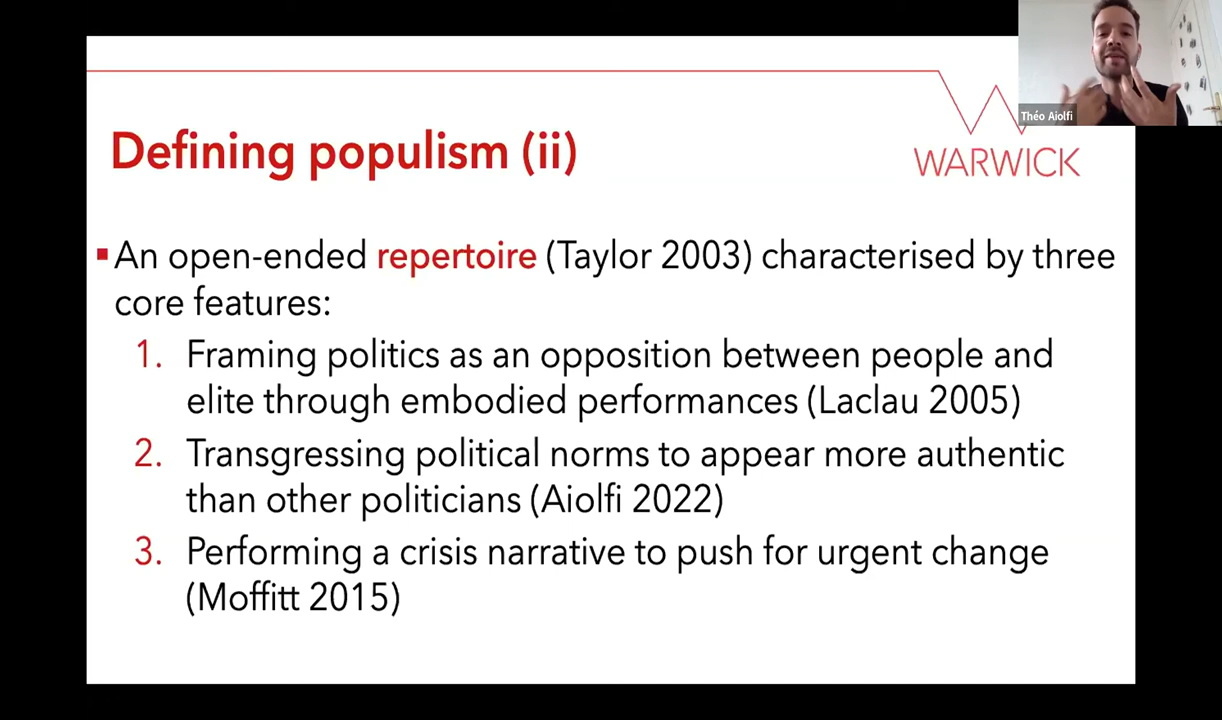 Théo Aiolfi
WARWICK
Defining populism (ii)
▪ An open-ended repertoire (Taylor 2003) characterised by three
core features:
1. Framing politics as an opposition between people and
elite through embodied performances (Laclau 2005)
2. Transgressing political norms to appear more authentic
than other politicians (Aiolfi 2022)
3. Performing a crisis narrative to push for urgent change
(Moffitt 2015)